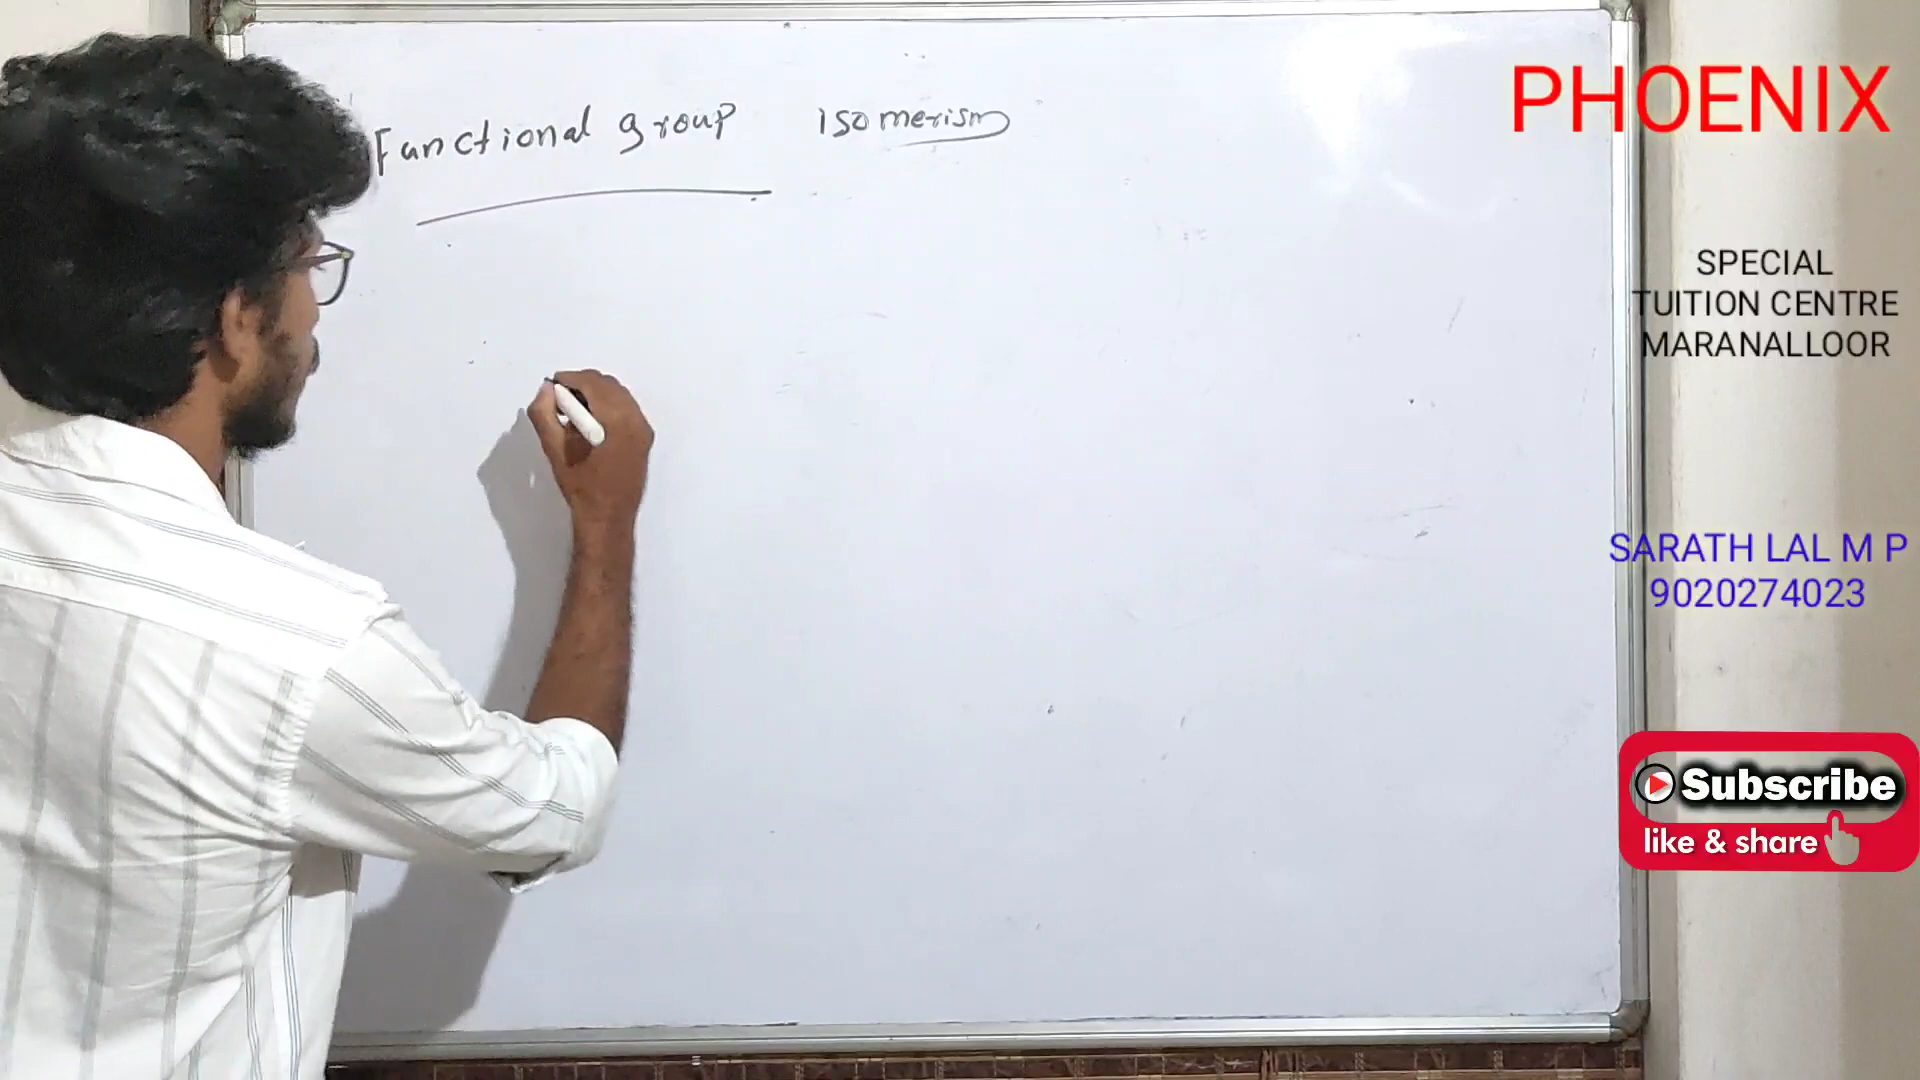 Functional group isomerism
PHOENIX
SPECIAL
TUITION CENTRE
MARANALLOOR
SARATH LAL M P
9020274023
Subscribe
like & share